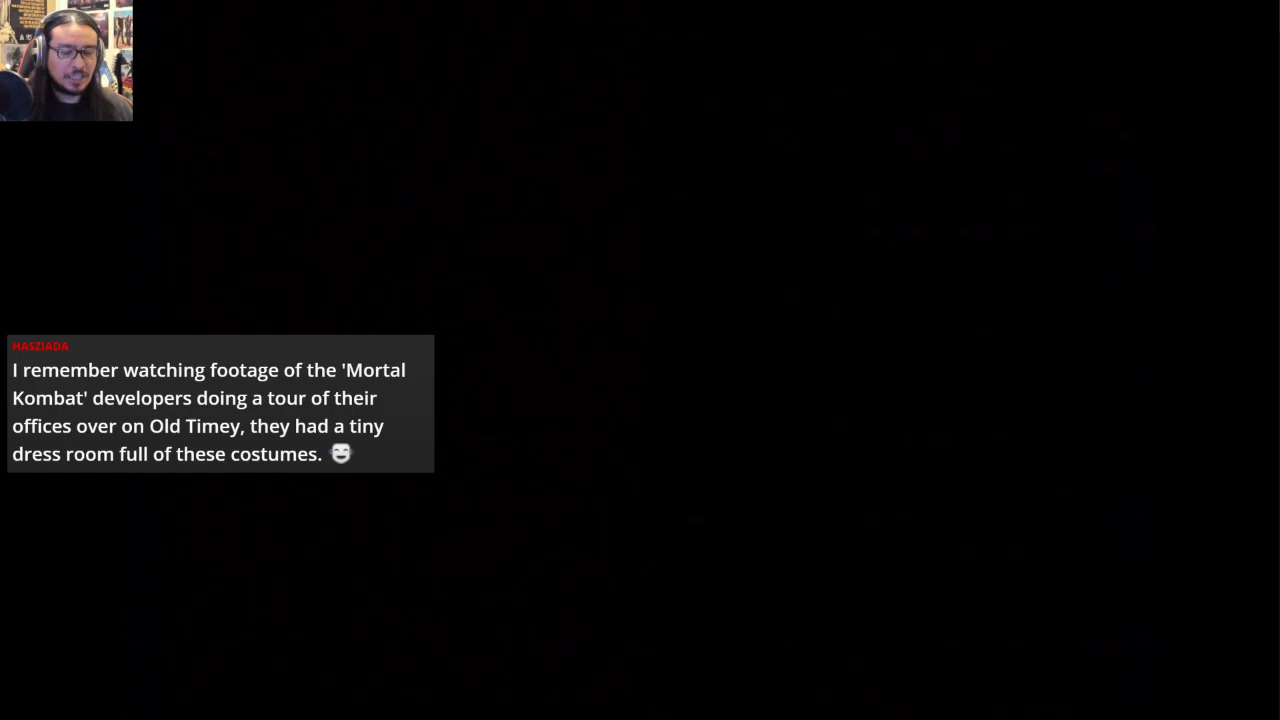 HASZIADA
I remember watching footage of the 'Mortal
Kombat' developers doing a tour of their
offices over on Old Timey, they had a tiny
dress room full of these costumes.